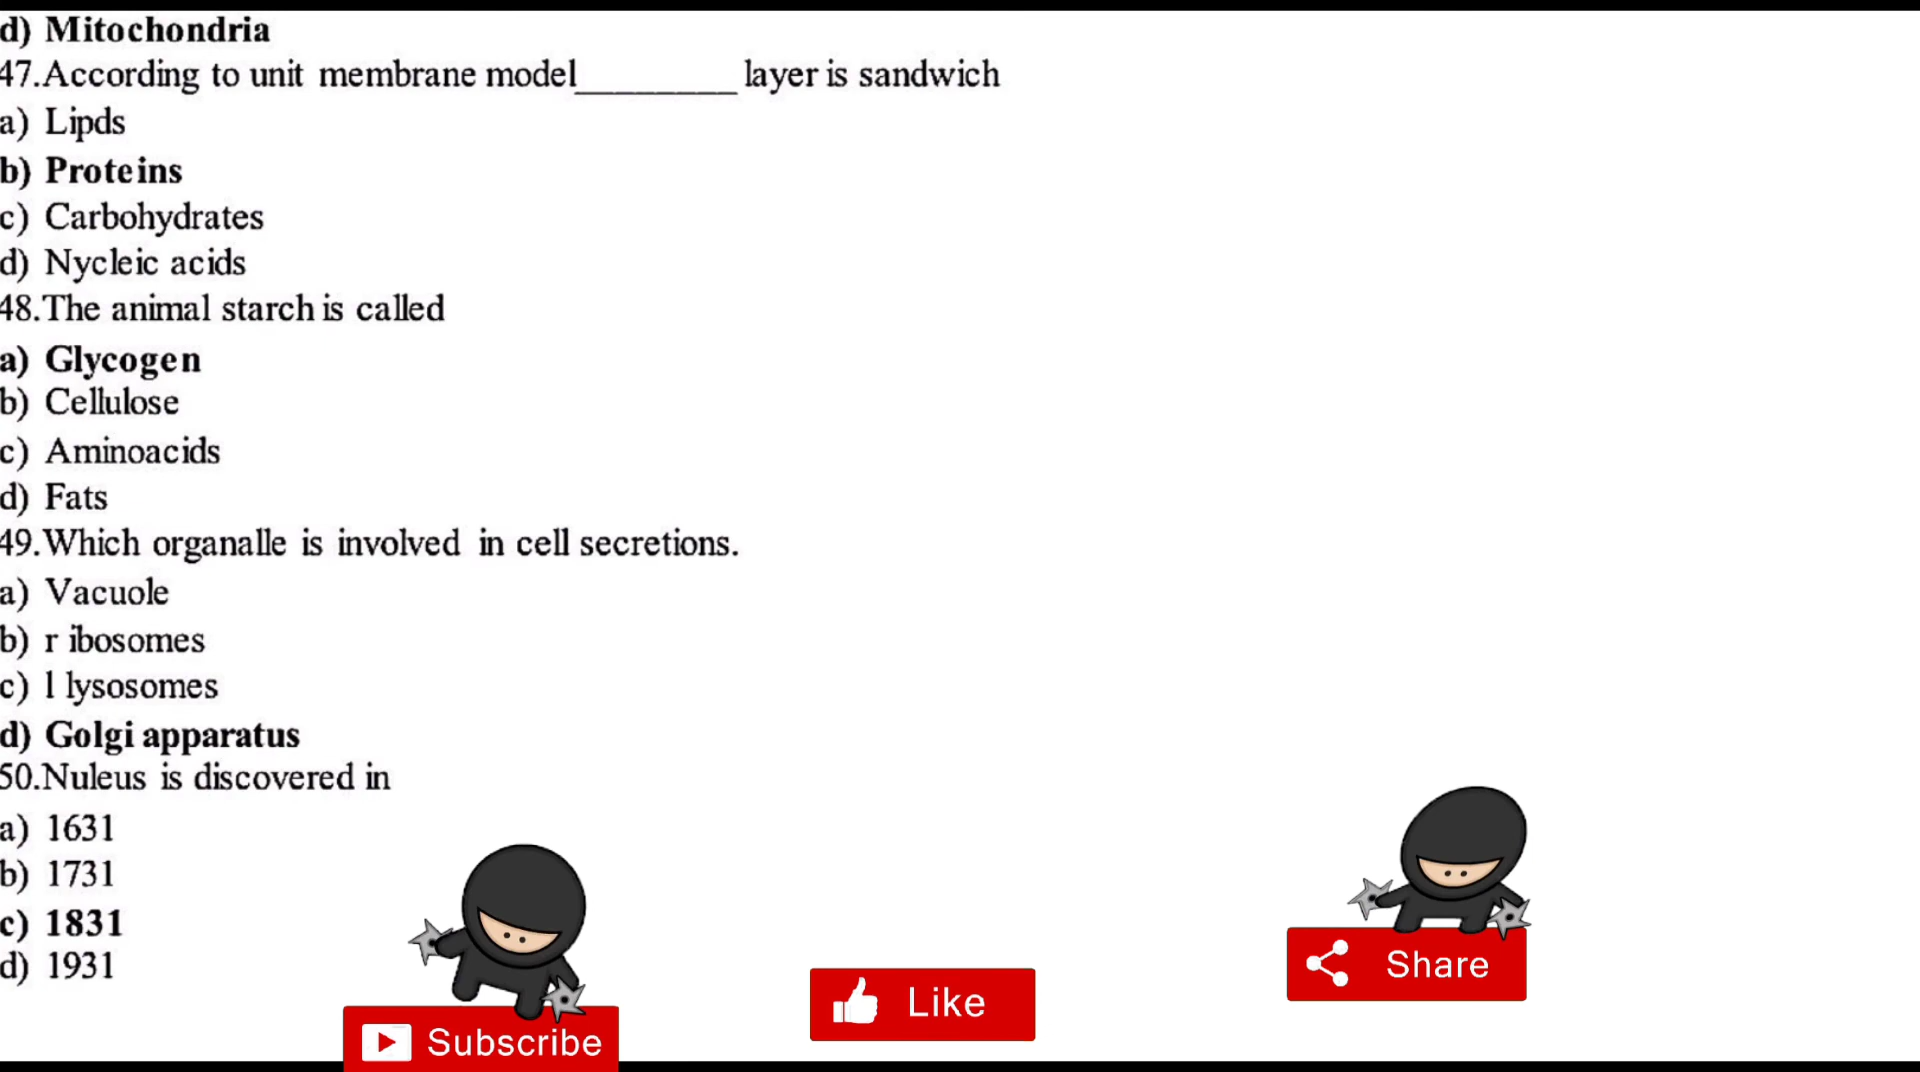 d) Mitochondria
47.According to unit membrane model________ layer is sandwich
a) Lipds
b) Proteins
c) Carbohydrates
d) Nycleic acids
48.The animal starch is called
a) Glycogen
b) Cellulose
c) Aminoacids
d) Fats
49.Which organalle is involved in cell secretions.
a) Vacuole
b) r ibosomes
c) l lysosomes
d) Golgi apparatus
50.Nuleus is discovered in
a) 1631
b) 1731
c) 1831
d) 1931
Share
Like
Subscribe